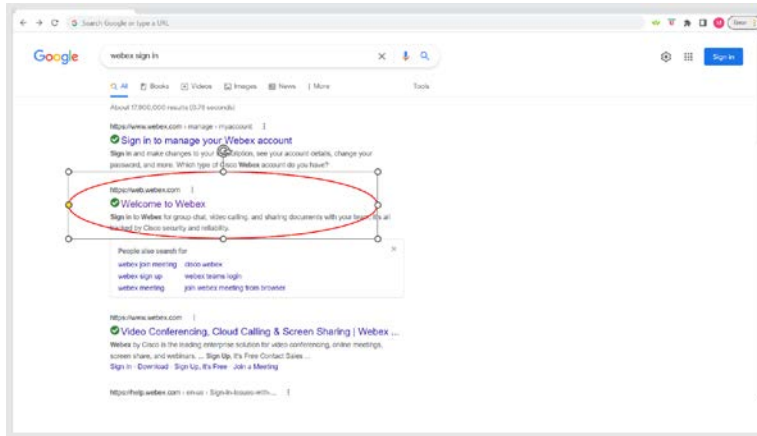 Search Google or type a URL
Google
webex sign in
Sign in
All Books Videos Images News More Tools
About 17,900,000 results
https://www.webex.com › manage › myaccount
Sign in to manage your Webex account
Sign in and make changes to your see your account details, change your
password, and more. Which type of Cisco Webex account do you have?
https://web.webex.com
Welcome to Webex
Sign in to Webex for group chat, video calling, and sharing documents with your team. It's all
backed by Cisco security and reliability.
People also search for
webex join meeting cisco webex
webex sign up webex teams login
webex meeting join webex meeting from browser
https://www.webex.com
Video Conferencing, Cloud Calling & Screen Sharing | Webex ...
Webex by Cisco is the leading enterprise solution for video conferencing, online meetings,
screen share, and webinars. ... Sign Up, It's Free Contact Sales ...
Sign In · Download · Sign Up, It's Free · Join a Meeting
https://help.webex.com › en-us › Sign-In-Issues-with-...